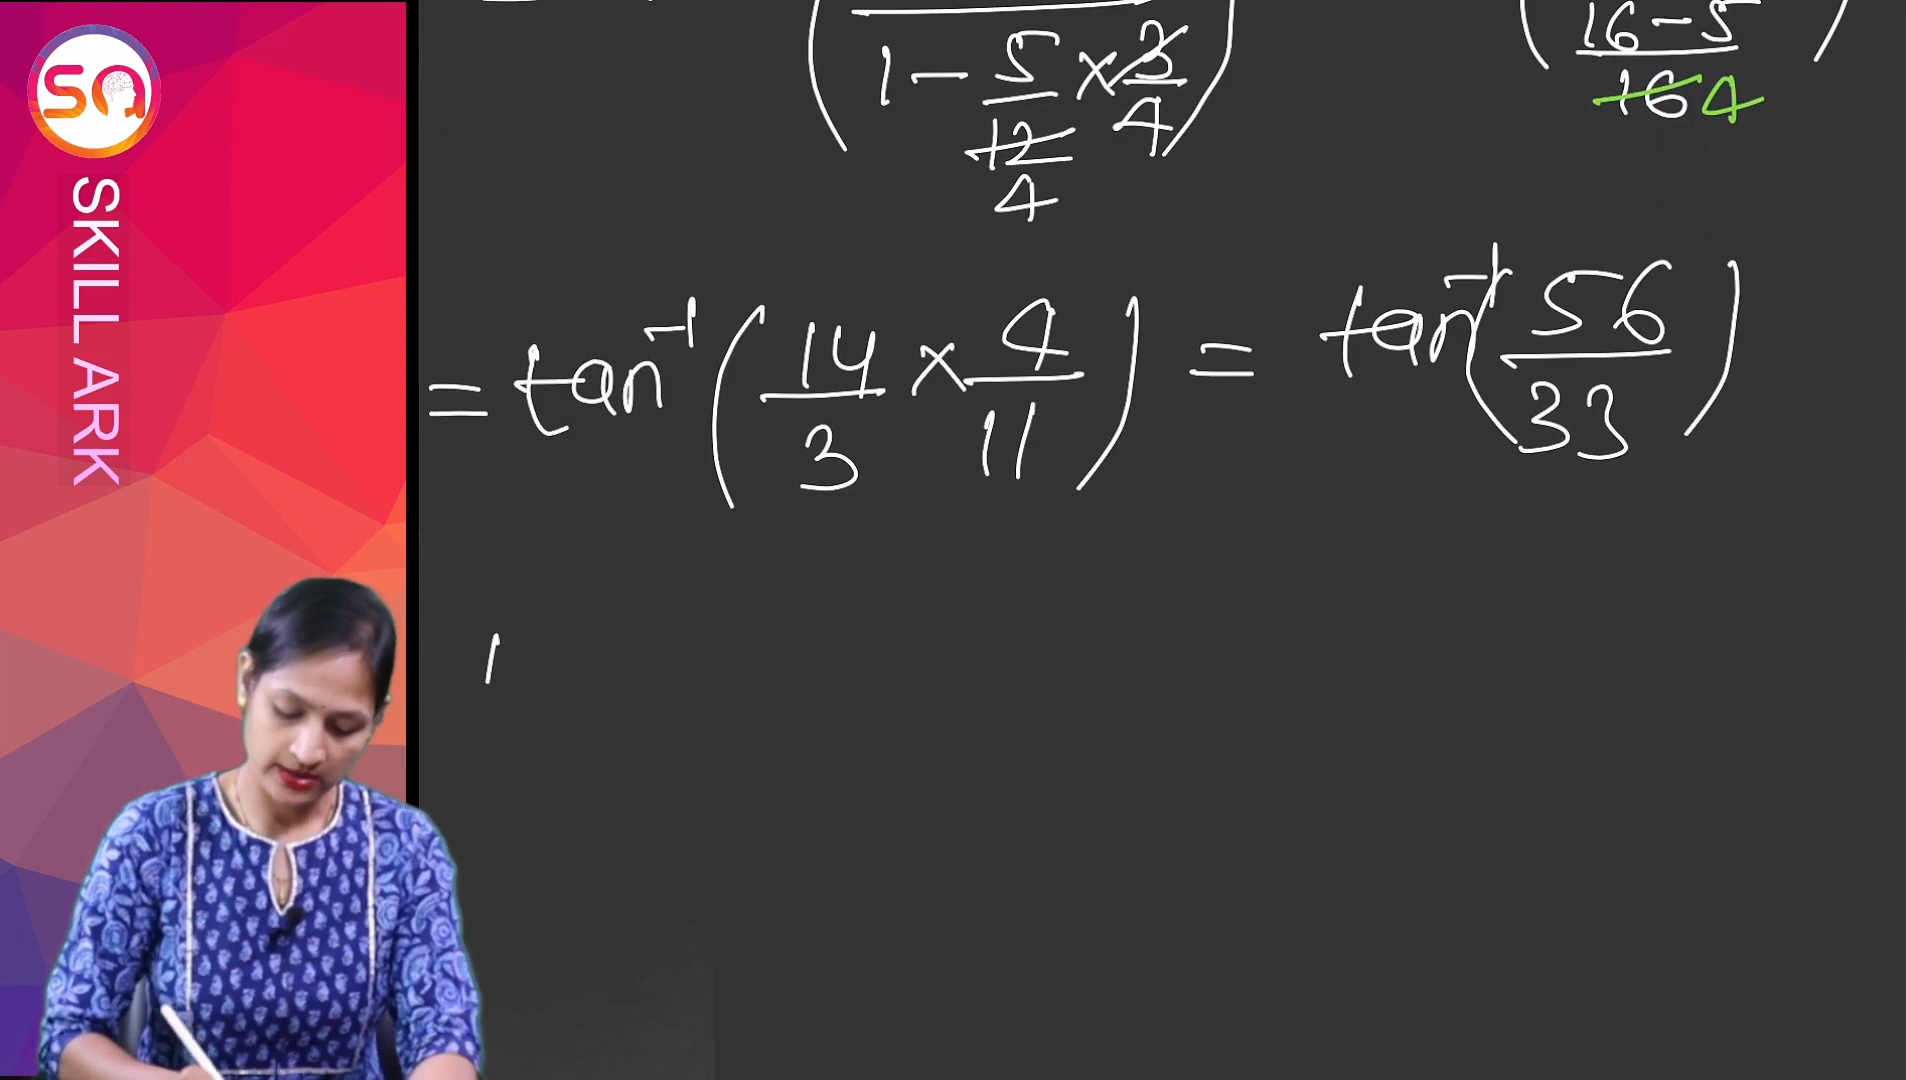 SA
SKILL ARK
( 1 - 5/12/4 × 3/4 ) ( 16-5 / 16 4 )
= tan⁻¹ ( 14/3 × 4/11 ) = tan⁻¹ ( 56/33 )